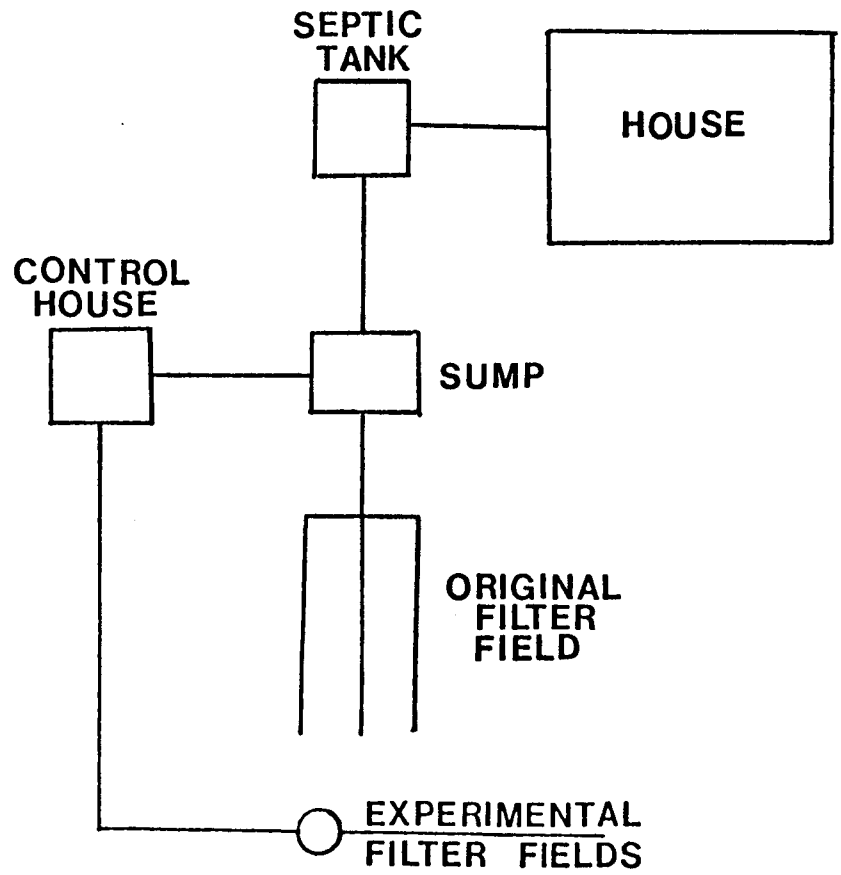 SEPTIC
TANK
HOUSE
CONTROL
HOUSE
SUMP
ORIGINAL
FILTER
FIELD
EXPERIMENTAL
FILTER FIELDS